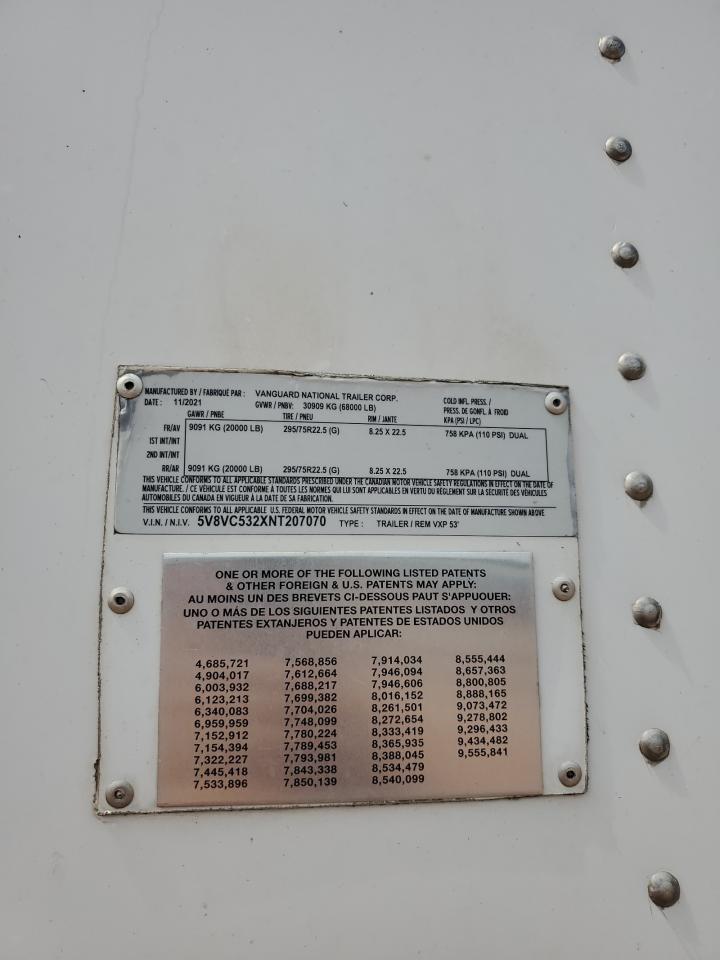 MANUFACTURED BY / FABRIQUÉ PAR : VANGUARD NATIONAL TRAILER CORP.
DATE : 11/2021 GVWR / PNBV: 30909 KG (68000 LB) COLD INFL. PRESS. /
PRESS. DE GONFL. À FROID
GAWR / PNBE TIRE / PNEU RIM / JANTE KPA (PSI / LPC)
FR/AV 9091 KG (20000 LB) 295/75R22.5 (G) 8.25 X 22.5 758 KPA (110 PSI) DUAL
1ST INT/INT
2ND INT/INT
RR/AR 9091 KG (20000 LB) 295/75R22.5 (G) 8.25 X 22.5 758 KPA (110 PSI) DUAL
THIS VEHICLE CONFORMS TO ALL APPLICABLE STANDARDS PRESCRIBED UNDER THE CANADIAN MOTOR VEHICLE SAFETY REGULATIONS IN EFFECT ON THE DATE OF
MANUFACTURE. / CE VÉHICULE EST CONFORME À TOUTES LES NORMES QUI LUI SONT APPLICABLES EN VERTU DU RÈGLEMENT SUR LA SÉCURITÉ DES VÉHICULES
AUTOMOBILES DU CANADA EN VIGUEUR À LA DATE DE SA FABRICATION.
THIS VEHICLE CONFORMS TO ALL APPLICABLE U.S. FEDERAL MOTOR VEHICLE SAFETY STANDARDS IN EFFECT ON THE DATE OF MANUFACTURE SHOWN ABOVE
V.I.N. / N.I.V. 5V8VC532XNT207070 TYPE : TRAILER / REM VXP 53'
ONE OR MORE OF THE FOLLOWING LISTED PATENTS
& OTHER FOREIGN & U.S. PATENTS MAY APPLY:
AU MOINS UN DES BREVETS CI-DESSOUS PAUT S'APPUOUER:
UNO O MÁS DE LOS SIGUIENTES PATENTES LISTADOS Y OTROS
PATENTES EXTANJEROS Y PATENTES DE ESTADOS UNIDOS
PUEDEN APLICAR:
4,685,721 7,568,856 7,914,034 8,555,444
4,904,017 7,612,664 7,946,094 8,657,363
6,003,932 7,688,217 7,946,606 8,800,805
6,123,213 7,699,382 8,016,152 8,888,165
6,340,083 7,704,026 8,261,501 9,073,472
6,959,959 7,748,099 8,272,654 9,278,802
7,152,912 7,780,224 8,333,419 9,296,433
7,154,394 7,789,453 8,365,935 9,434,482
7,322,227 7,793,981 8,388,045 9,555,841
7,445,418 7,843,338 8,534,479
7,533,896 7,850,139 8,540,099